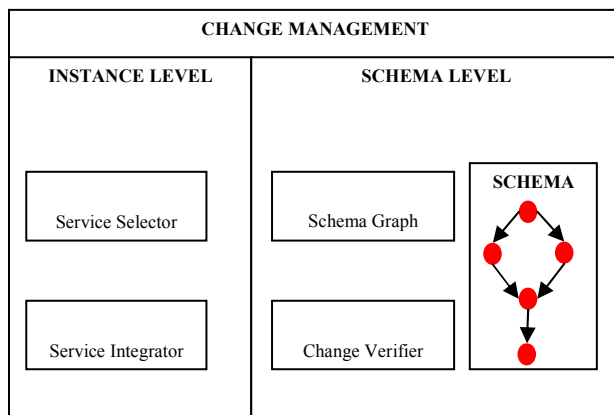 CHANGE MANAGEMENT
INSTANCE LEVEL
SCHEMA LEVEL
Service Selector
Service Integrator
Schema Graph
Change Verifier
SCHEMA